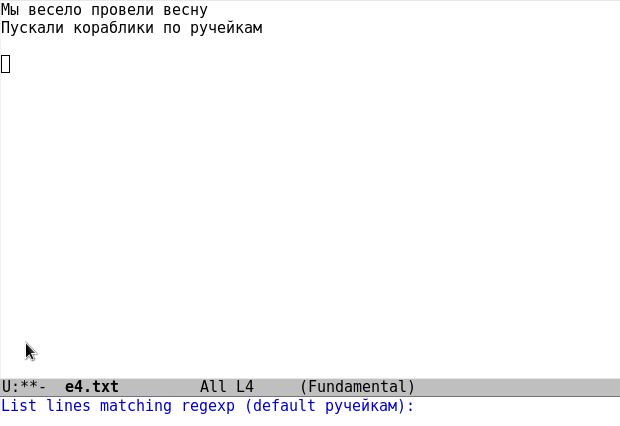 Мы весело провели весну
Пускали кораблики по ручейкам
U:**-  e4.txt         All L4     (Fundamental)
List lines matching regexp (default ручейкам):